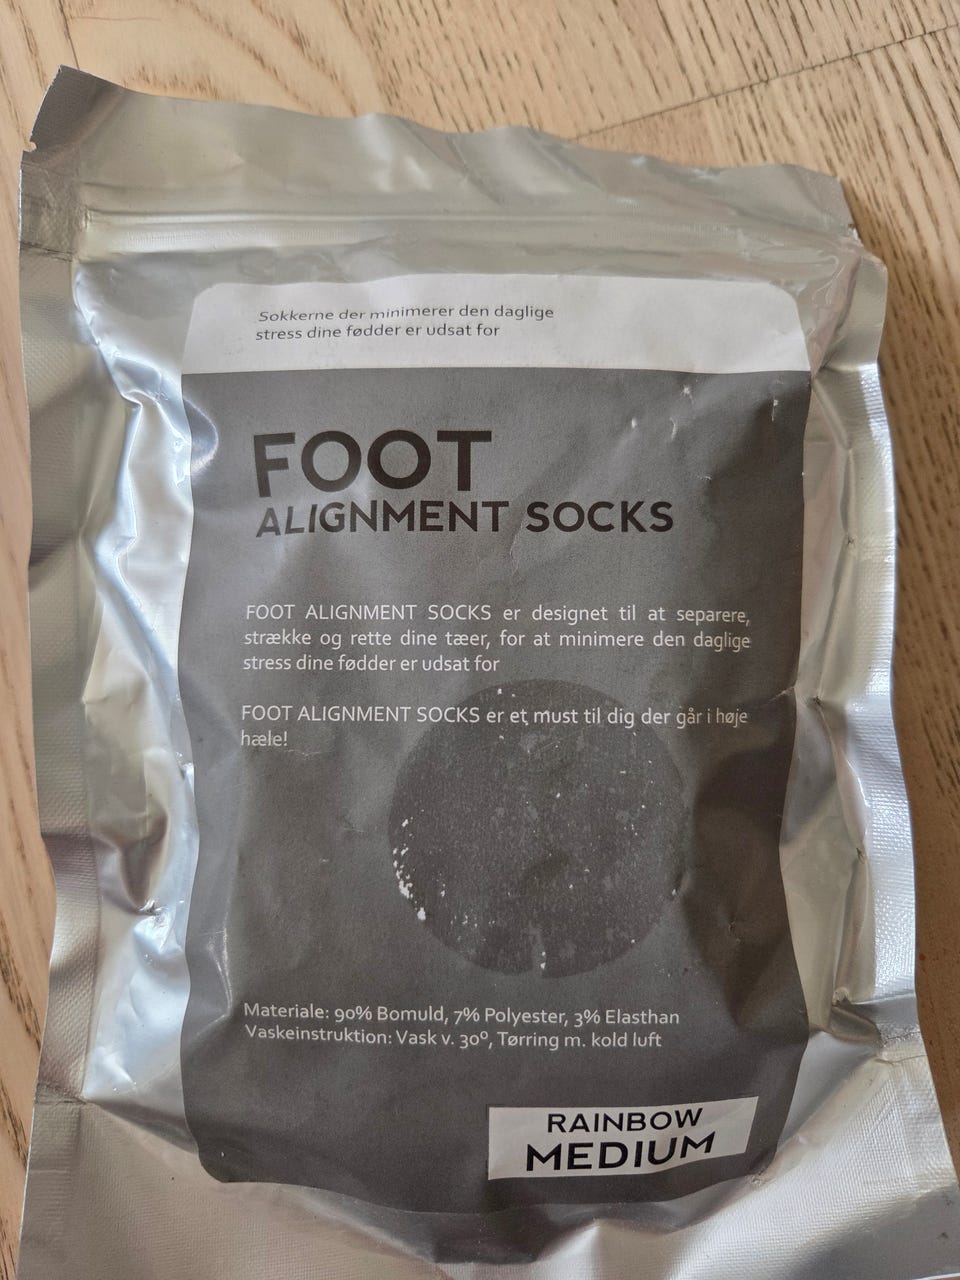 Sokkerne der minimerer den daglige
stress dine fødder er udsat for
FOOT
ALIGNMENT SOCKS
FOOT ALIGNMENT SOCKS er designet til at separere,
strække og rette dine tæer, for at minimere den daglige
stress dine fødder er udsat for
FOOT ALIGNMENT SOCKS er et must til dig der går i høje
hæle!
Materiale: 90% Bomuld, 7% Polyester, 3% Elasthan
Vaskeinstruktion: Vask v. 30º, Tørring m. kold luft
RAINBOW
MEDIUM